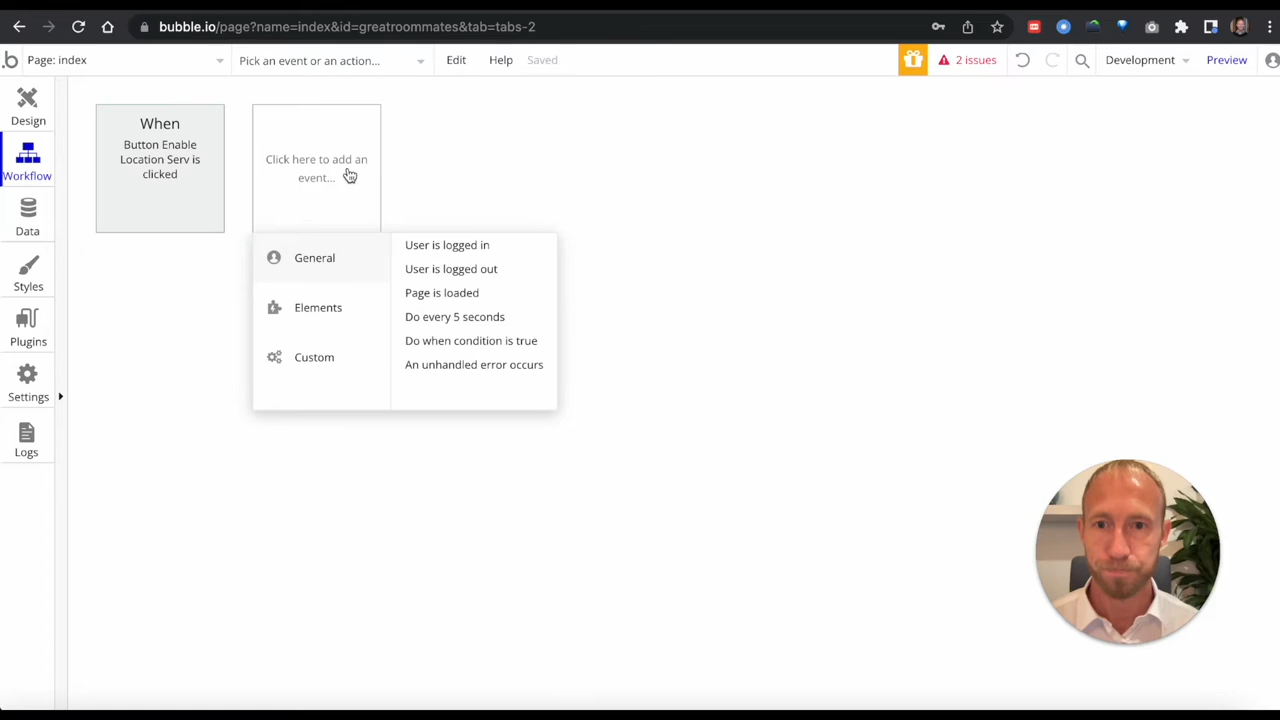 bubble.io/page?name=index&id=greatroommates&tab=tabs-2
b
Page: index
Pick an event or an action...
Edit
Help
Saved
2 issues
Development
Preview
Design
Workflow
Data
Styles
Plugins
Settings
Logs
When
Button Enable
Location Serv is
clicked
Click here to add an
event...
General
Elements
Custom
User is logged in
User is logged out
Page is loaded
Do every 5 seconds
Do when condition is true
An unhandled error occurs